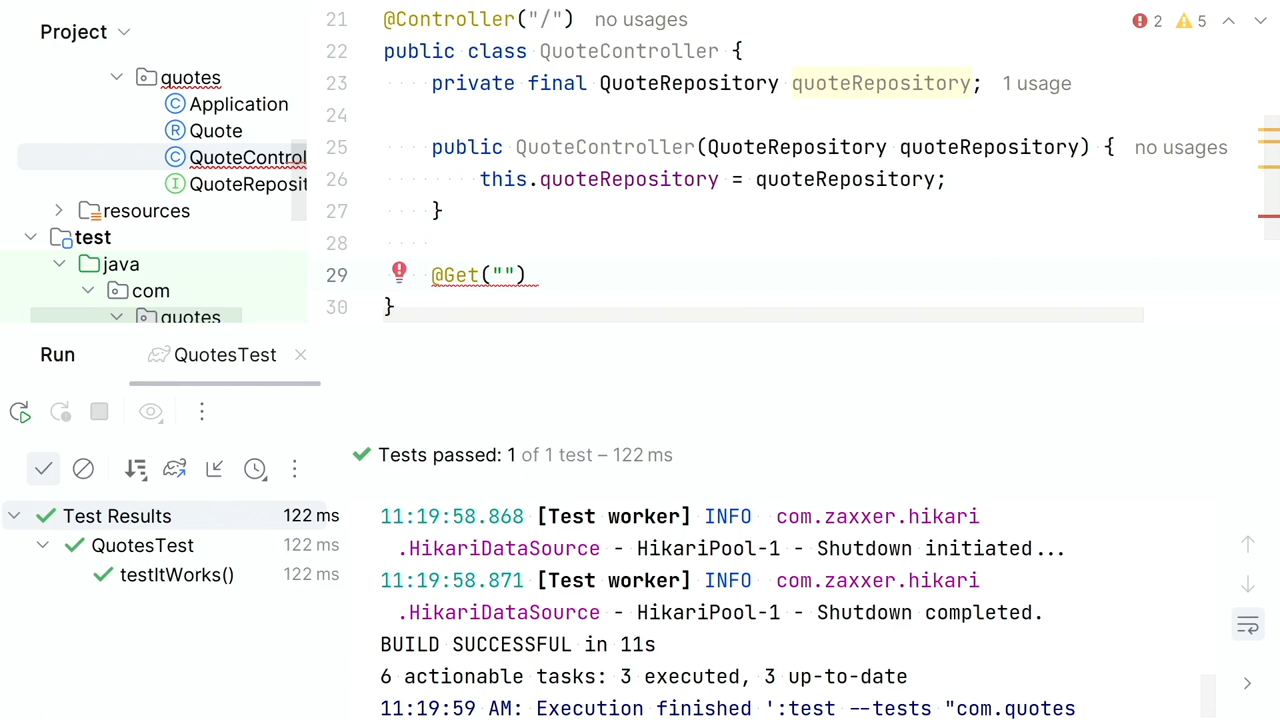 Project
quotes
Application
Quote
QuoteControl
QuoteReposit
resources
test
java
com
quotes
21 @Controller("/") no usages
22 public class QuoteController {
23 private final QuoteRepository quoteRepository; 1 usage
24
25 public QuoteController(QuoteRepository quoteRepository) { no usages
26 this.quoteRepository = quoteRepository;
27 }
28
29 @Get("")
30 }
2 5
Run QuotesTest
Tests passed: 1 of 1 test – 122 ms
Test Results 122 ms
QuotesTest 122 ms
testItWorks() 122 ms
11:19:58.868 [Test worker] INFO com.zaxxer.hikari
.HikariDataSource - HikariPool-1 - Shutdown initiated...
11:19:58.871 [Test worker] INFO com.zaxxer.hikari
.HikariDataSource - HikariPool-1 - Shutdown completed.
BUILD SUCCESSFUL in 11s
6 actionable tasks: 3 executed, 3 up-to-date
11:19:59 AM: Execution finished ':test --tests "com.quotes